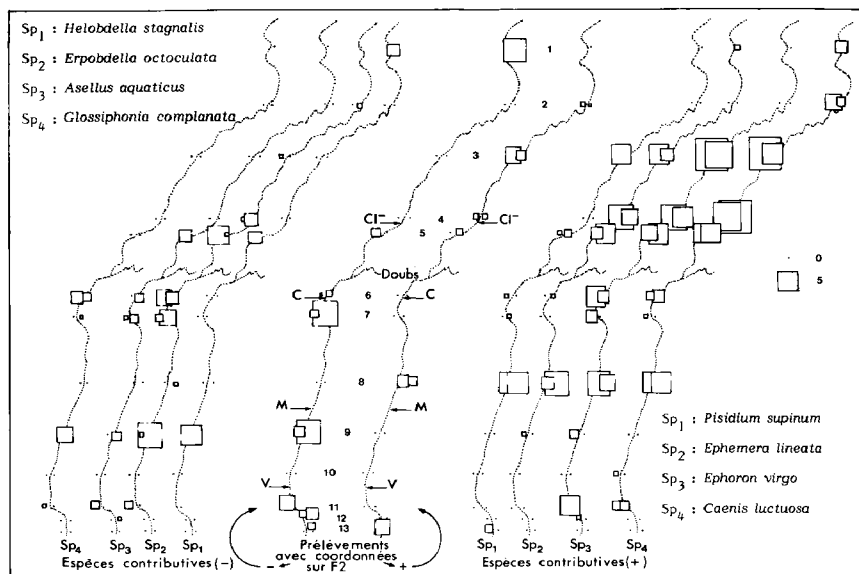 Sp1 : Helobdella stagnalis
Sp2 : Erpobdella octoculata
Sp3 : Asellus aquaticus
Sp4 : Glossiphonia complanata
1
2
3
Cl⁻
4
Cl⁻
5
0
5
Doubs
C
6
C
7
8
M
M
9
10
V
V
11
12
13
Sp1 : Pisidium supinum
Sp2 : Ephemera lineata
Sp3 : Ephoron virgo
Sp4 : Caenis luctuosa
Sp4 Sp3 Sp2 Sp1
Espèces contributives(-)
Prélèvements
avec coordonnées
- sur F2 +
Sp1 Sp2 Sp3 Sp4
Espèces contributives(+)